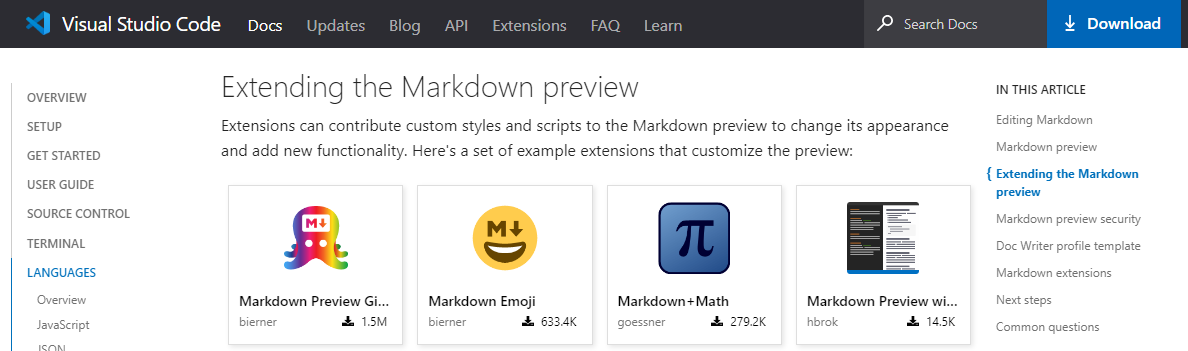 Visual Studio Code Docs Updates Blog API Extensions FAQ Learn Search Docs Download
OVERVIEW
SETUP
GET STARTED
USER GUIDE
SOURCE CONTROL
TERMINAL
LANGUAGES
Overview
JavaScript
JSON
Extending the Markdown preview
Extensions can contribute custom styles and scripts to the Markdown preview to change its appearance
and add new functionality. Here's a set of example extensions that customize the preview:
M
Markdown Preview Gi...
bierner 1.5M
M
Markdown Emoji
bierner 633.4K
π
Markdown+Math
goessner 279.2K
Markdown Preview wi...
hbrok 14.5K
IN THIS ARTICLE
Editing Markdown
Markdown preview
Extending the Markdown
preview
Markdown preview security
Doc Writer profile template
Markdown extensions
Next steps
Common questions